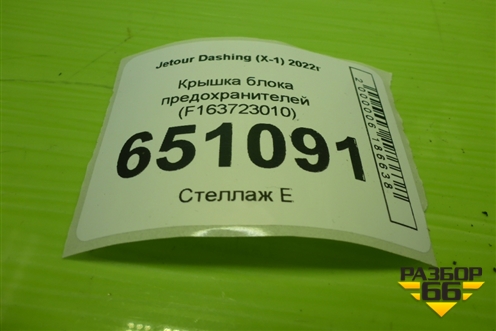 Jetour Dashing (X-1) 2022г
Крышка блока
предохранителей
(F163723010)
651091
Стеллаж Е
2000006186638
РАЗБОР
66